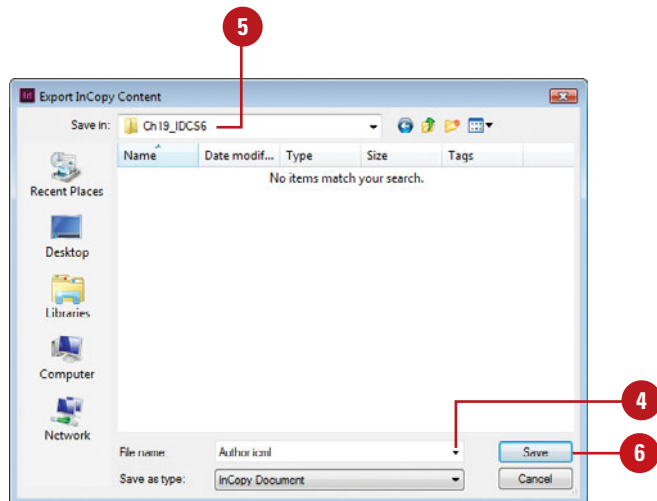 5
Id Export InCopy Content
Save in: Ch19_IDCS6
Name Date modif... Type Size Tags
No items match your search.
Recent Places
Desktop
Libraries
Computer
Network
4
File name: Author.icml Save 6
Save as type: InCopy Document Cancel